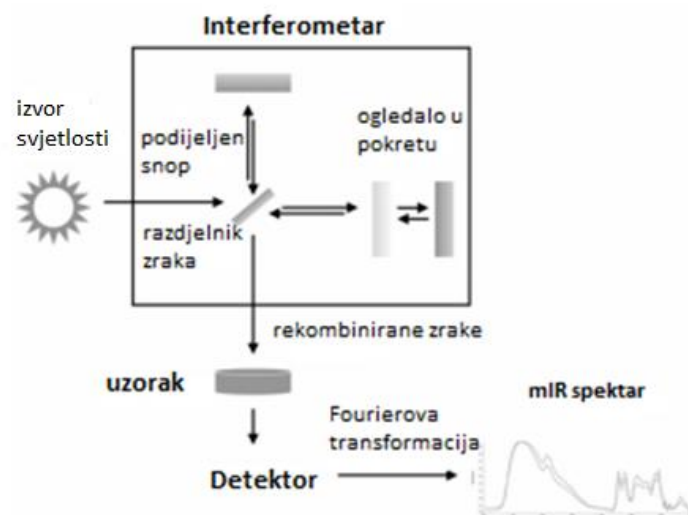 Interferometar
izvor
svjetlosti
podijeljen
snop
ogledalo u
pokretu
razdjelnik
zraka
rekombinirane zrake
uzorak
mIR spektar
Fourierova
transformacija
Detektor